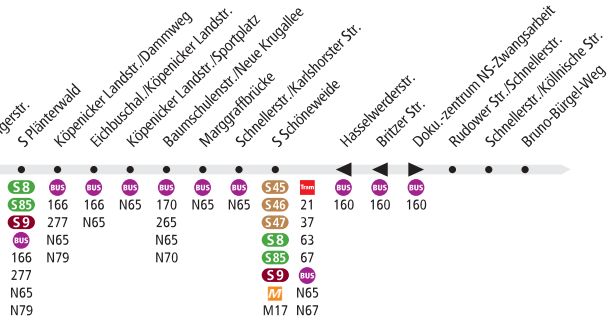 S Plänterwald
Köpenicker Landstr./Dammweg
Eichbuschal./Köpenicker Landstr.
Köpenicker Landstr./Sportplatz
Baumschulenstr./Neue Krugallee
Marggraffbrücke
Schnellerstr./Karlshorster Str.
S Schöneweide
Hasselwerderstr.
Britzer Str.
Doku.-zentrum NS-Zwangsarbeit
Rudower Str./Schnellerstr.
Schnellerstr./Köllnische Str.
Bruno-Bürgel-Weg
S8
S85
S9
BUS
166
277
N65
N79
BUS
166
277
N65
N79
BUS
166
N65
BUS
N65
BUS
170
265
N65
N70
BUS
N65
BUS
N65
S45
S46
S47
S8
S85
S9
M
M17
Tram
21
37
63
67
BUS
N65
N67
BUS
160
BUS
160
BUS
160